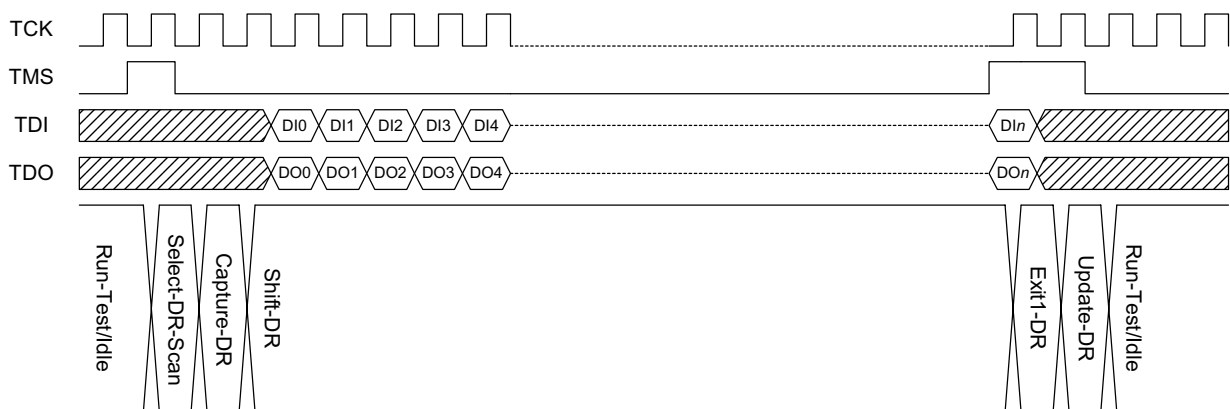 TCK
TMS
TDI
DI0 DI1 DI2 DI3 DI4 DIn
TDO
DO0 DO1 DO2 DO3 DO4 DOn
Run-Test/Idle
Select-DR-Scan
Capture-DR
Shift-DR
Exit1-DR
Update-DR
Run-Test/Idle